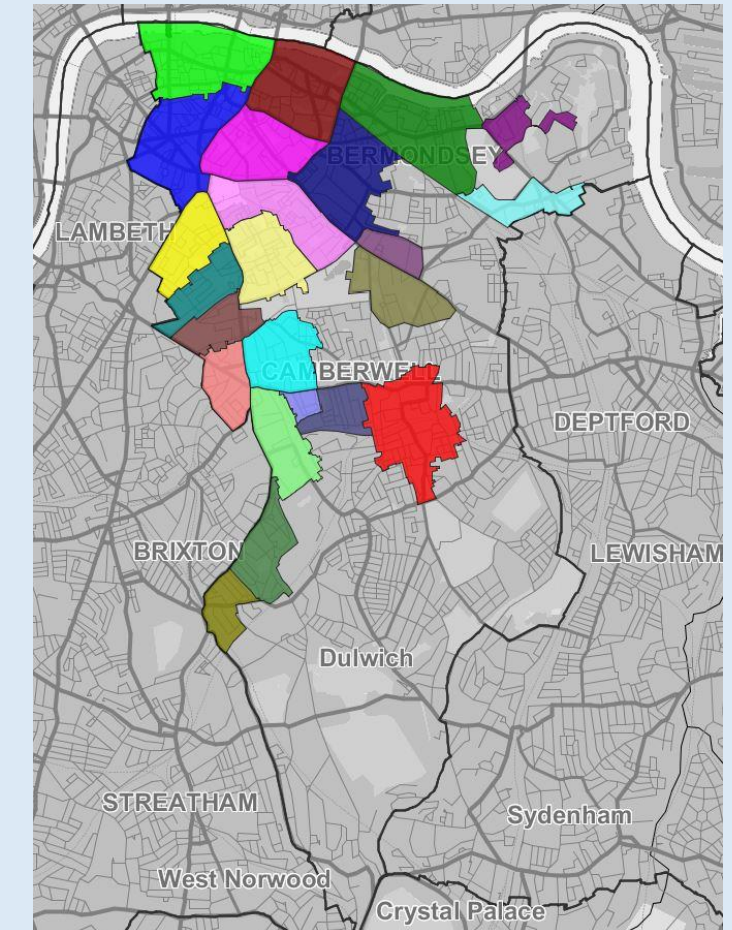 BERMONDSEY
LAMBETH
CAMBERWELL
DEPTFORD
BRIXTON
LEWISHAM
Dulwich
STREATHAM
Sydenham
West Norwood
Crystal Palace